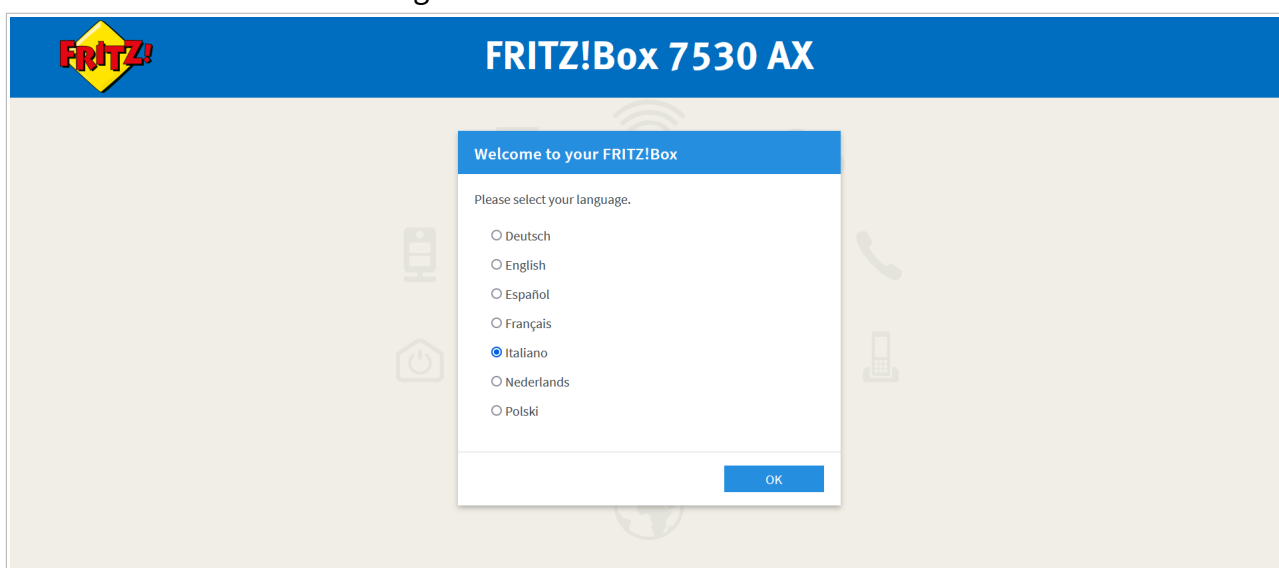 FRITZ!
FRITZ!Box 7530 AX
Welcome to your FRITZ!Box
Please select your language.
Deutsch
English
Español
Français
Italiano
Nederlands
Polski
OK